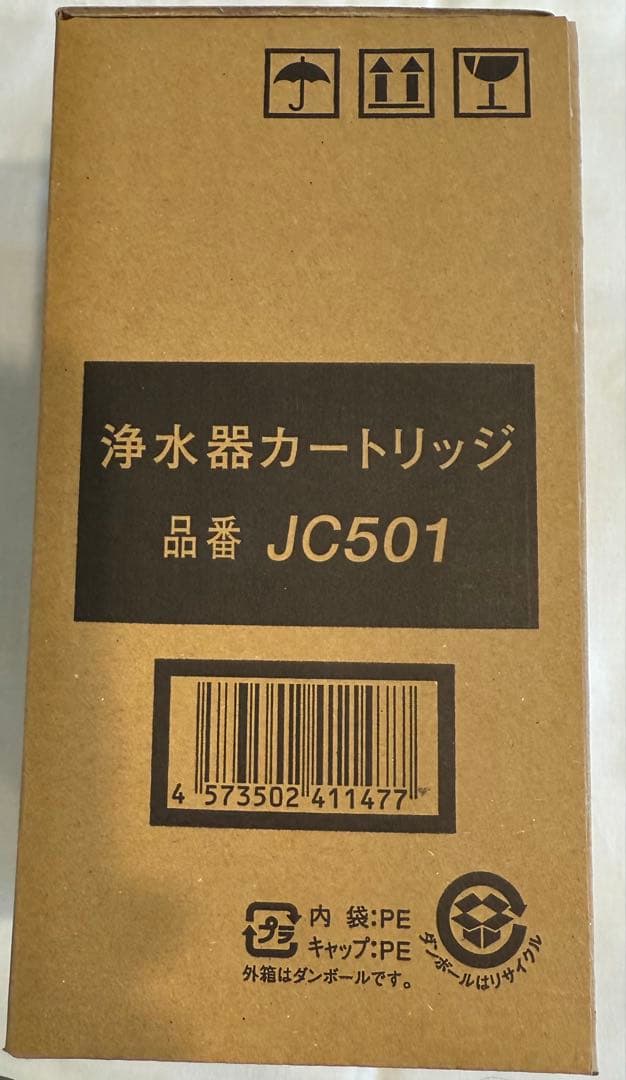 浄水器カートリッジ
品番 JC501
4 573502 411477
プラ
内 袋:PE
キャップ:PE
外箱はダンボールです。
ダンボールはリサイクル